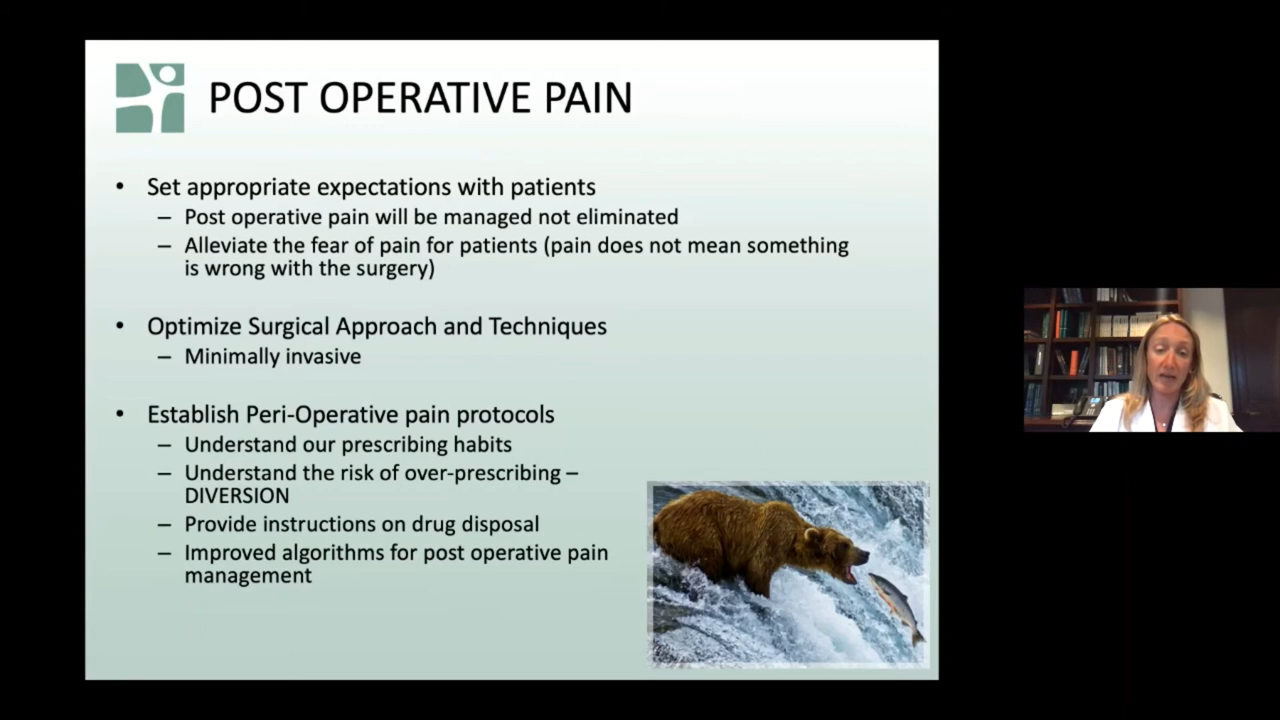 POST OPERATIVE PAIN
• Set appropriate expectations with patients
– Post operative pain will be managed not eliminated
– Alleviate the fear of pain for patients (pain does not mean something
is wrong with the surgery)
• Optimize Surgical Approach and Techniques
– Minimally invasive
• Establish Peri-Operative pain protocols
– Understand our prescribing habits
– Understand the risk of over-prescribing –
DIVERSION
– Provide instructions on drug disposal
– Improved algorithms for post operative pain
management